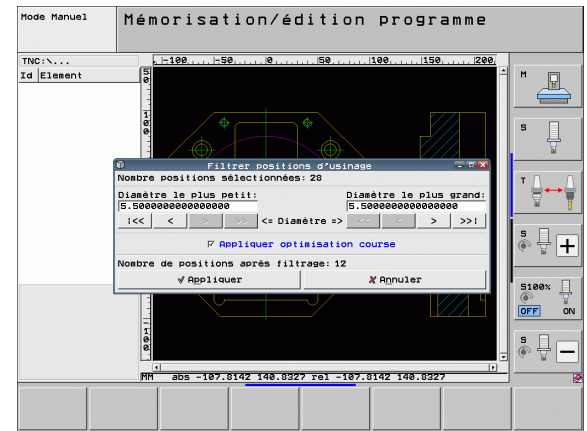 Mode Manuel
Mémorisation/édition programme
TNC:\...
Id Element
-100 -50 0 50 100 150 200
Filtrer positions d'usinage
Nombre positions sélectionnées: 28
Diamètre le plus petit: Diamètre le plus grand:
5.5000000000000000 5.5000000000000000
!<< < > >> <= Diamètre => << < > >>!
Appliquer optimisation course
Nombre de positions après filtrage: 12
Appliquer Annuler
MM abs -107.8142 140.8327 rel -107.8142 140.8327
M
S
T
S
S100%
OFF ON
S